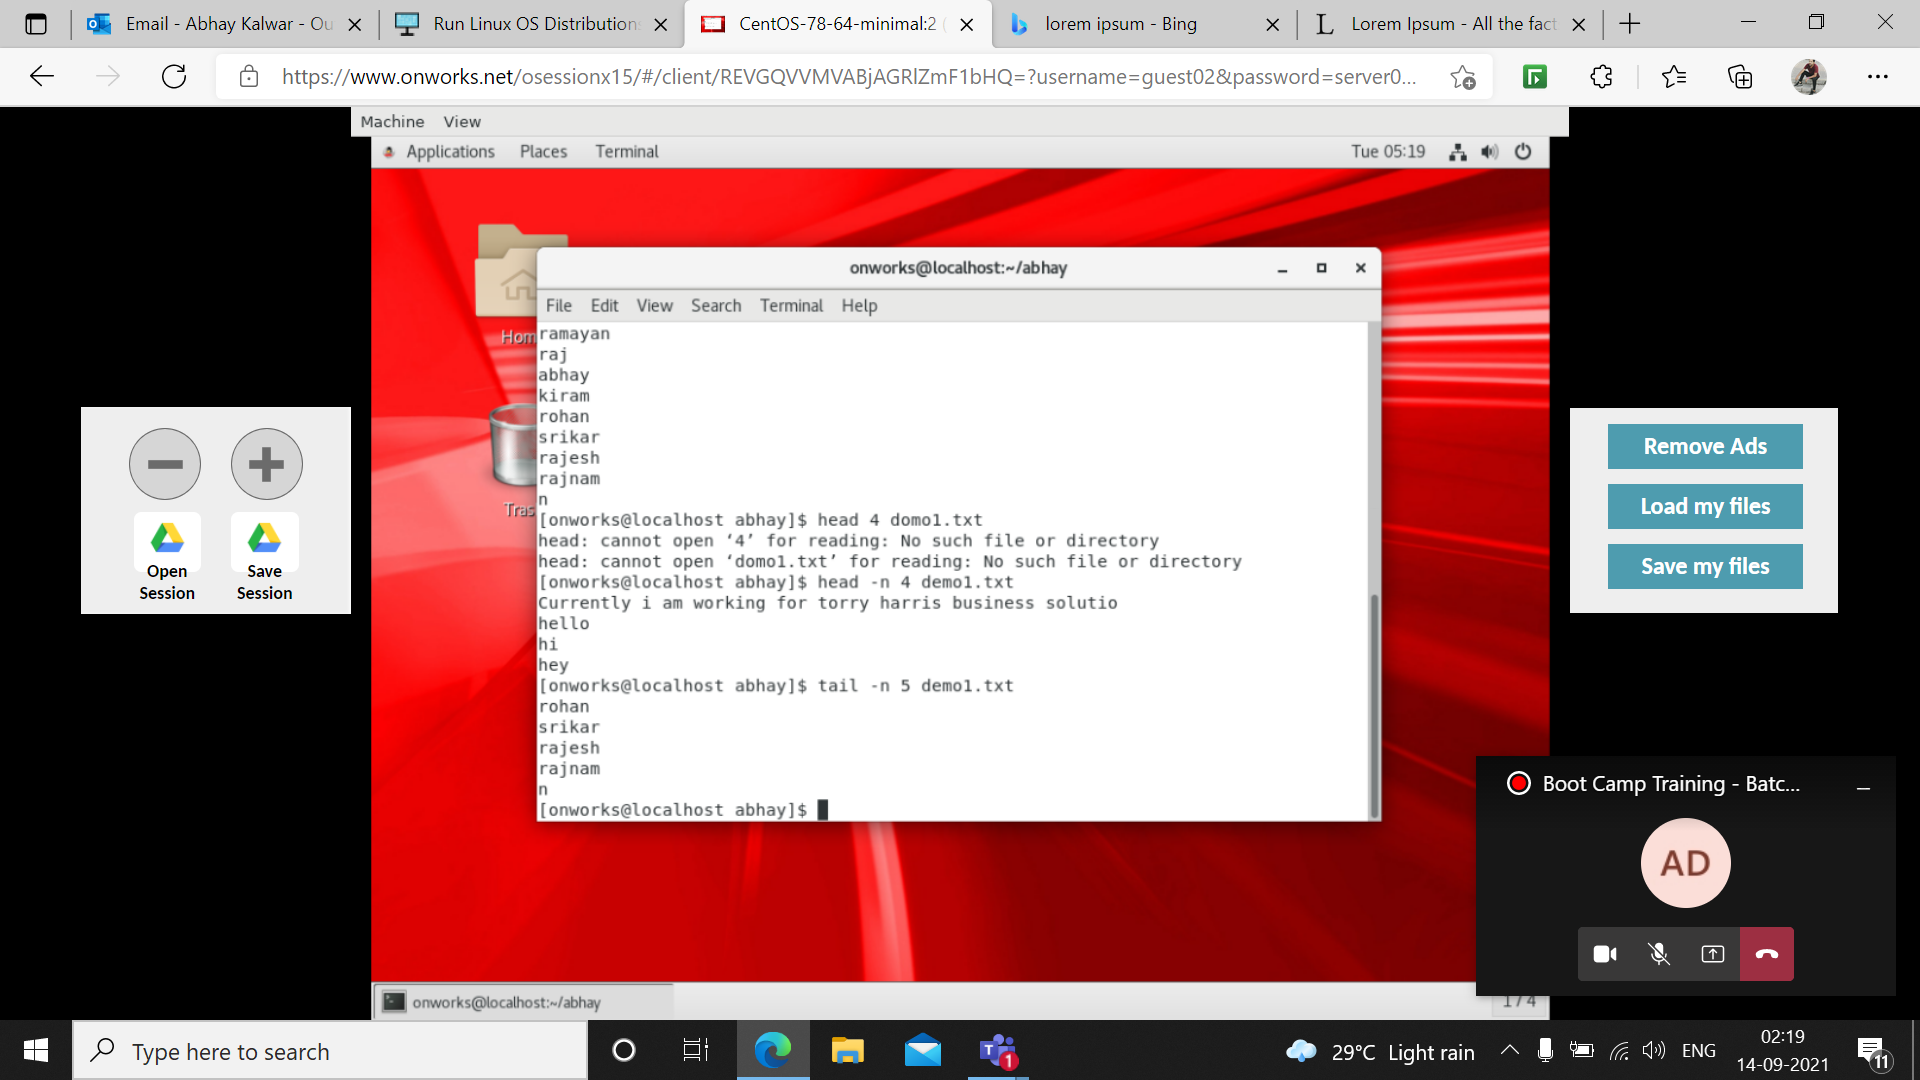 Email - Abhay Kalwar - Ou
Run Linux OS Distribution
CentOS-78-64-minimal:2 (
lorem ipsum - Bing
Lorem Ipsum - All the fact
https://www.onworks.net/osessionx15/#/client/REVGQVVMVABjAGRlZmF1bHQ=?username=guest02&password=server0...
Machine View
Applications Places Terminal
Tue 05:19
Hom
Tras
onworks@localhost:~/abhay
File Edit View Search Terminal Help
ramayan
raj
abhay
kiram
rohan
srikar
rajesh
rajnam
n
[onworks@localhost abhay]$ head 4 domo1.txt
head: cannot open ‘4’ for reading: No such file or directory
head: cannot open ‘domo1.txt’ for reading: No such file or directory
[onworks@localhost abhay]$ head -n 4 demo1.txt
Currently i am working for torry harris business solutio
hello
hi
hey
[onworks@localhost abhay]$ tail -n 5 demo1.txt
rohan
srikar
rajesh
rajnam
n
[onworks@localhost abhay]$
Open Session
Save Session
Remove Ads
Load my files
Save my files
Boot Camp Training - Batc...
AD
onworks@localhost:~/abhay
1 / 4
Type here to search
T
1
29°C Light rain
ENG
02:19
14-09-2021
11